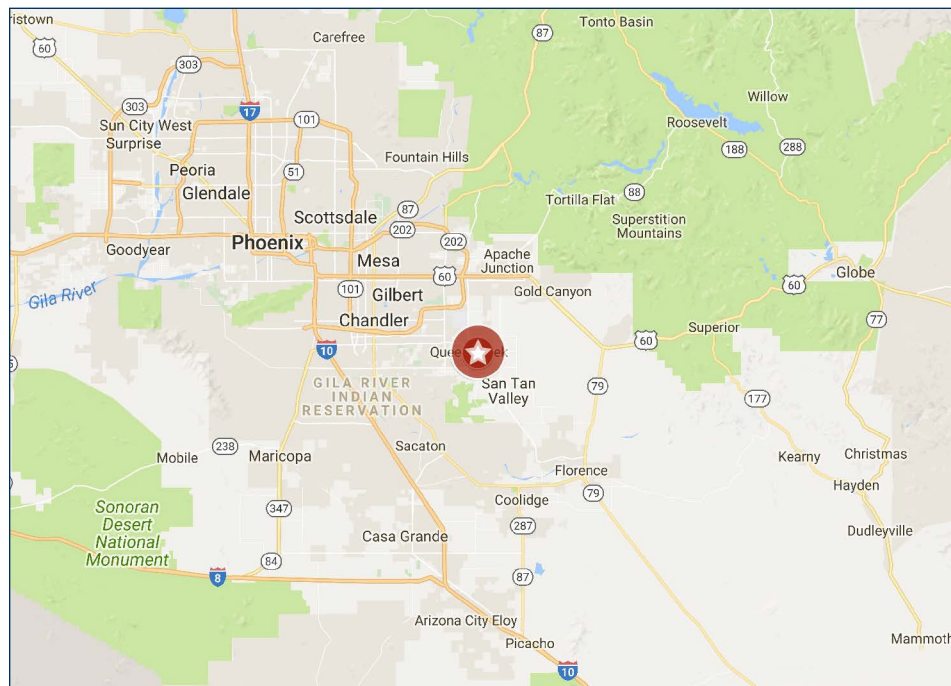 ristown
Carefree
87
Tonto Basin
60
303
303
17
101
Willow
Sun City West
Surprise
Roosevelt
Fountain Hills
188
288
Peoria
51
Glendale
88
Tortilla Flat
Scottsdale
87
Superstition
Mountains
202
202
Goodyear
Phoenix
Mesa
Apache
Junction
60
Globe
Gila River
101
Gilbert
Gold Canyon
60
Chandler
77
Superior
60
10
GILA RIVER
INDIAN
RESERVATION
San Tan
Valley
79
177
238
Sacaton
Mobile
Maricopa
Florence
Kearny
Christmas
Hayden
79
Coolidge
Sonoran
Desert
National
Monument
347
287
Casa Grande
Dudleyville
84
8
87
Arizona City
Eloy
Picacho
10
Mammoth